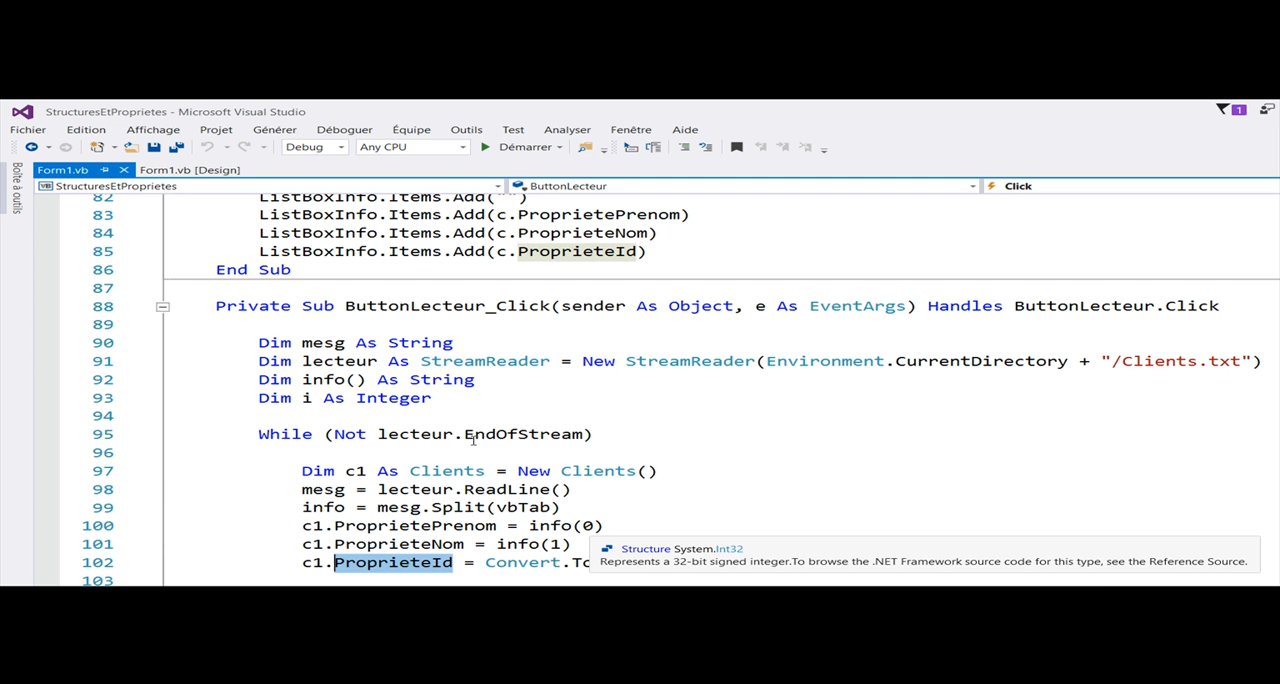 StructuresEtProprietes - Microsoft Visual Studio
1
Fichier Edition Affichage Projet Générer Déboguer Équipe Outils Test Analyser Fenêtre Aide
Debug Any CPU Démarrer
Boîte à outils
Form1.vb Form1.vb [Design]
VB StructuresEtProprietes ButtonLecteur Click
82 ListBoxInfo.Items.Add("")
83 ListBoxInfo.Items.Add(c.ProprietePrenom)
84 ListBoxInfo.Items.Add(c.ProprieteNom)
85 ListBoxInfo.Items.Add(c.ProprieteId)
86 End Sub
87
88 Private Sub ButtonLecteur_Click(sender As Object, e As EventArgs) Handles ButtonLecteur.Click
89
90 Dim mesg As String
91 Dim lecteur As StreamReader = New StreamReader(Environment.CurrentDirectory + "/Clients.txt")
92 Dim info() As String
93 Dim i As Integer
94
95 While (Not lecteur.EndOfStream)
96
97 Dim c1 As Clients = New Clients()
98 mesg = lecteur.ReadLine()
99 info = mesg.Split(vbTab)
100 c1.ProprietePrenom = info(0)
101 c1.ProprieteNom = info(1)
Structure System.Int32
Represents a 32-bit signed integer.To browse the .NET Framework source code for this type, see the Reference Source.
102 c1.ProprieteId = Convert.To
103